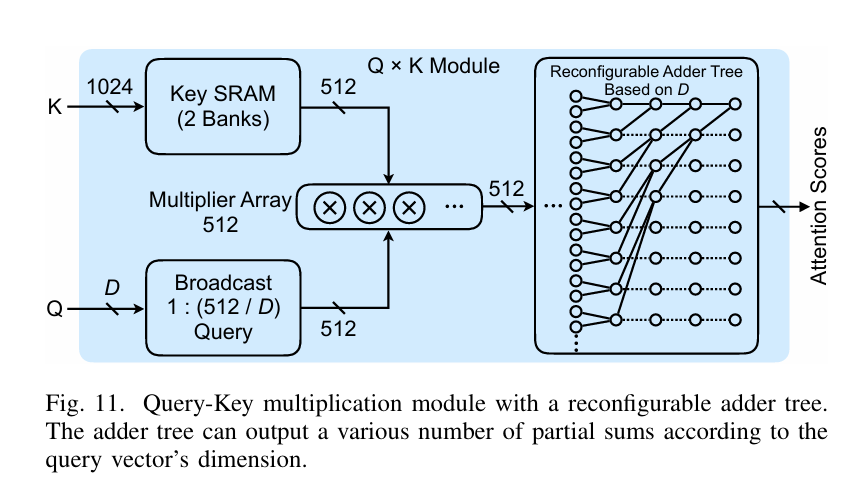 Q × K Module
K
1024
Key SRAM
(2 Banks)
512
Multiplier Array
512
...
512
Q
D
Broadcast
1 : (512 / D)
Query
512
Reconfigurable Adder Tree
Based on D
...
Attention Scores
Fig. 11. Query-Key multiplication module with a reconfigurable adder tree.
The adder tree can output a various number of partial sums according to the
query vector's dimension.